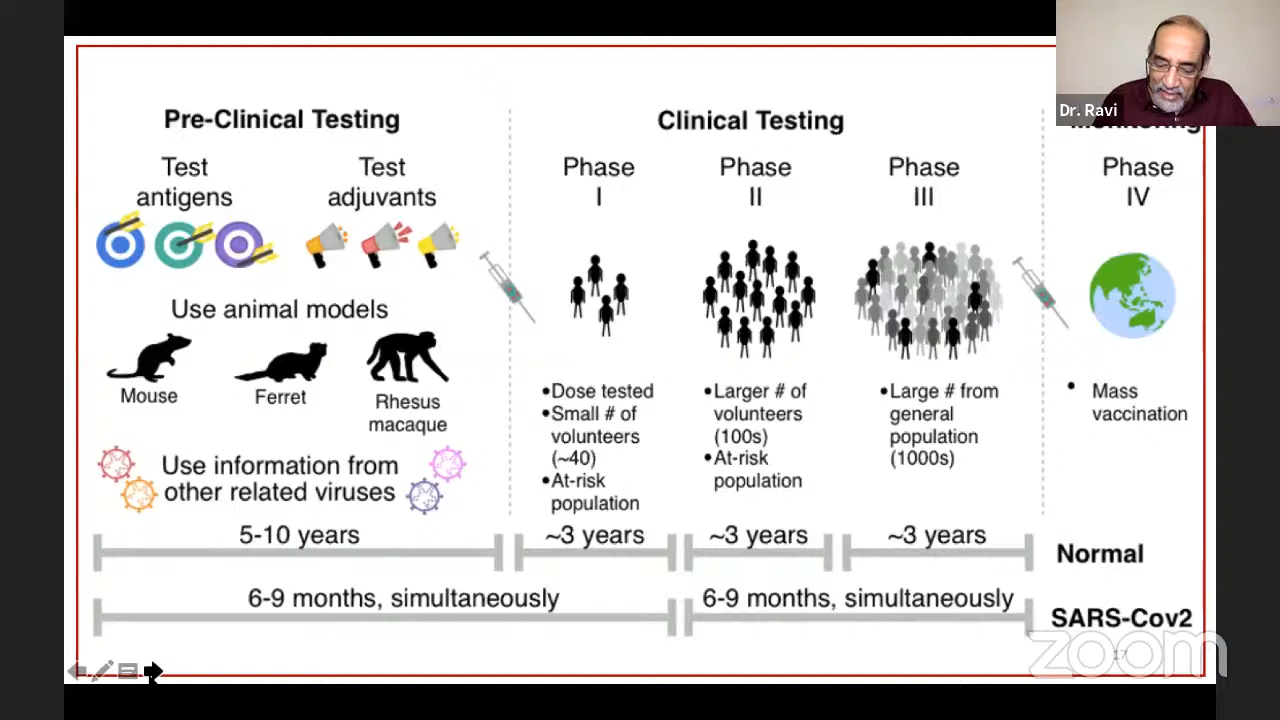 Dr. Ravi
Pre-Clinical Testing
Clinical Testing
Monitoring
Test
antigens
Test
adjuvants
Phase
I
Phase
II
Phase
III
Phase
IV
Use animal models
Mouse
Ferret
Rhesus
macaque
Use information from
other related viruses
•Dose tested
•Small # of
volunteers
(~40)
•At-risk
population
•Larger # of
volunteers
(100s)
•At-risk
population
•Large # from
general
population
(1000s)
• Mass
vaccination
5-10 years
~3 years
~3 years
~3 years
Normal
6-9 months, simultaneously
6-9 months, simultaneously
SARS-Cov2
17
zoom